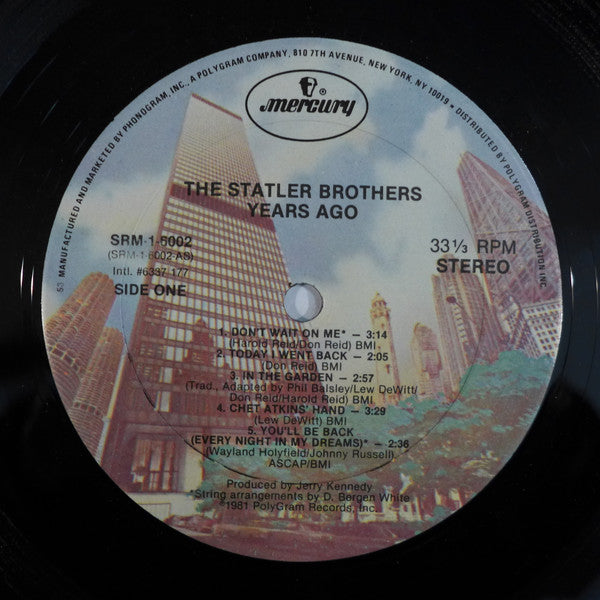 53 MANUFACTURED AND MARKETED BY PHONOGRAM, INC., A POLYGRAM COMPANY, 810 7TH AVENUE, NEW YORK, NY 10019 • DISTRIBUTED BY POLYGRAM DISTRIBUTION, INC.
®
mercury
THE STATLER BROTHERS
YEARS AGO
SRM-1-6002
(SRM-1-6002-AS)
Intl. #6337 177
SIDE ONE
33⅓ RPM
STEREO
1. DON'T WAIT ON ME* — 3:14
(Harold Reid/Don Reid) BMI
2. TODAY I WENT BACK — 2:05
(Don Reid) BMI
3. IN THE GARDEN — 2:57
(Trad., Adapted by Phil Balsley/Lew DeWitt/
Don Reid/Harold Reid) BMI
4. CHET ATKINS' HAND — 3:29
(Lew DeWitt) BMI
5. YOU'LL BE BACK
(EVERY NIGHT IN MY DREAMS)* — 2:36
(Wayland Holyfield/Johnny Russell)
ASCAP/BMI
Produced by Jerry Kennedy
*String arrangements by D. Bergen White
℗1981 PolyGram Records, Inc.